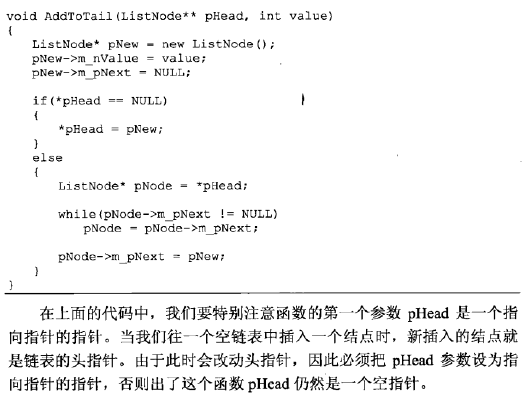 void AddToTail(ListNode** pHead, int value)
{
ListNode* pNew = new ListNode();
pNew->m_nValue = value;
pNew->m_pNext = NULL;
if(*pHead == NULL)
{
*pHead = pNew;
}
else
{
ListNode* pNode = *pHead;
while(pNode->m_pNext != NULL)
pNode = pNode->m_pNext;
pNode->m_pNext = pNew;
}
}
在上面的代码中，我们要特别注意函数的第一个参数 pHead 是一个指
向指针的指针。当我们往一个空链表中插入一个结点时，新插入的结点就
是链表的头指针。由于此时会改动头指针，因此必须把 pHead 参数设为指
向指针的指针，否则出了这个函数 pHead 仍然是一个空指针。